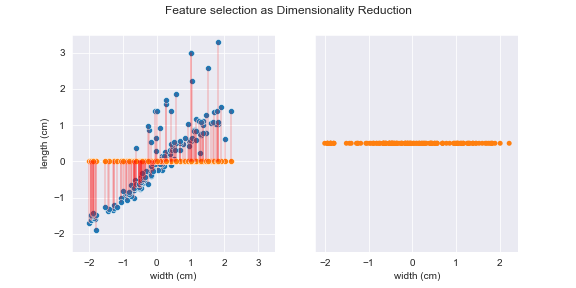 Feature selection as Dimensionality Reduction
length (cm)
3
2
1
0
−1
−2
−2 −1 0 1 2 3
width (cm)
−2 −1 0 1 2
width (cm)